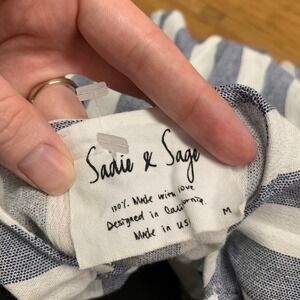 Sadie & Sage
100% Made with love
Designed in California.
Made in USA
M